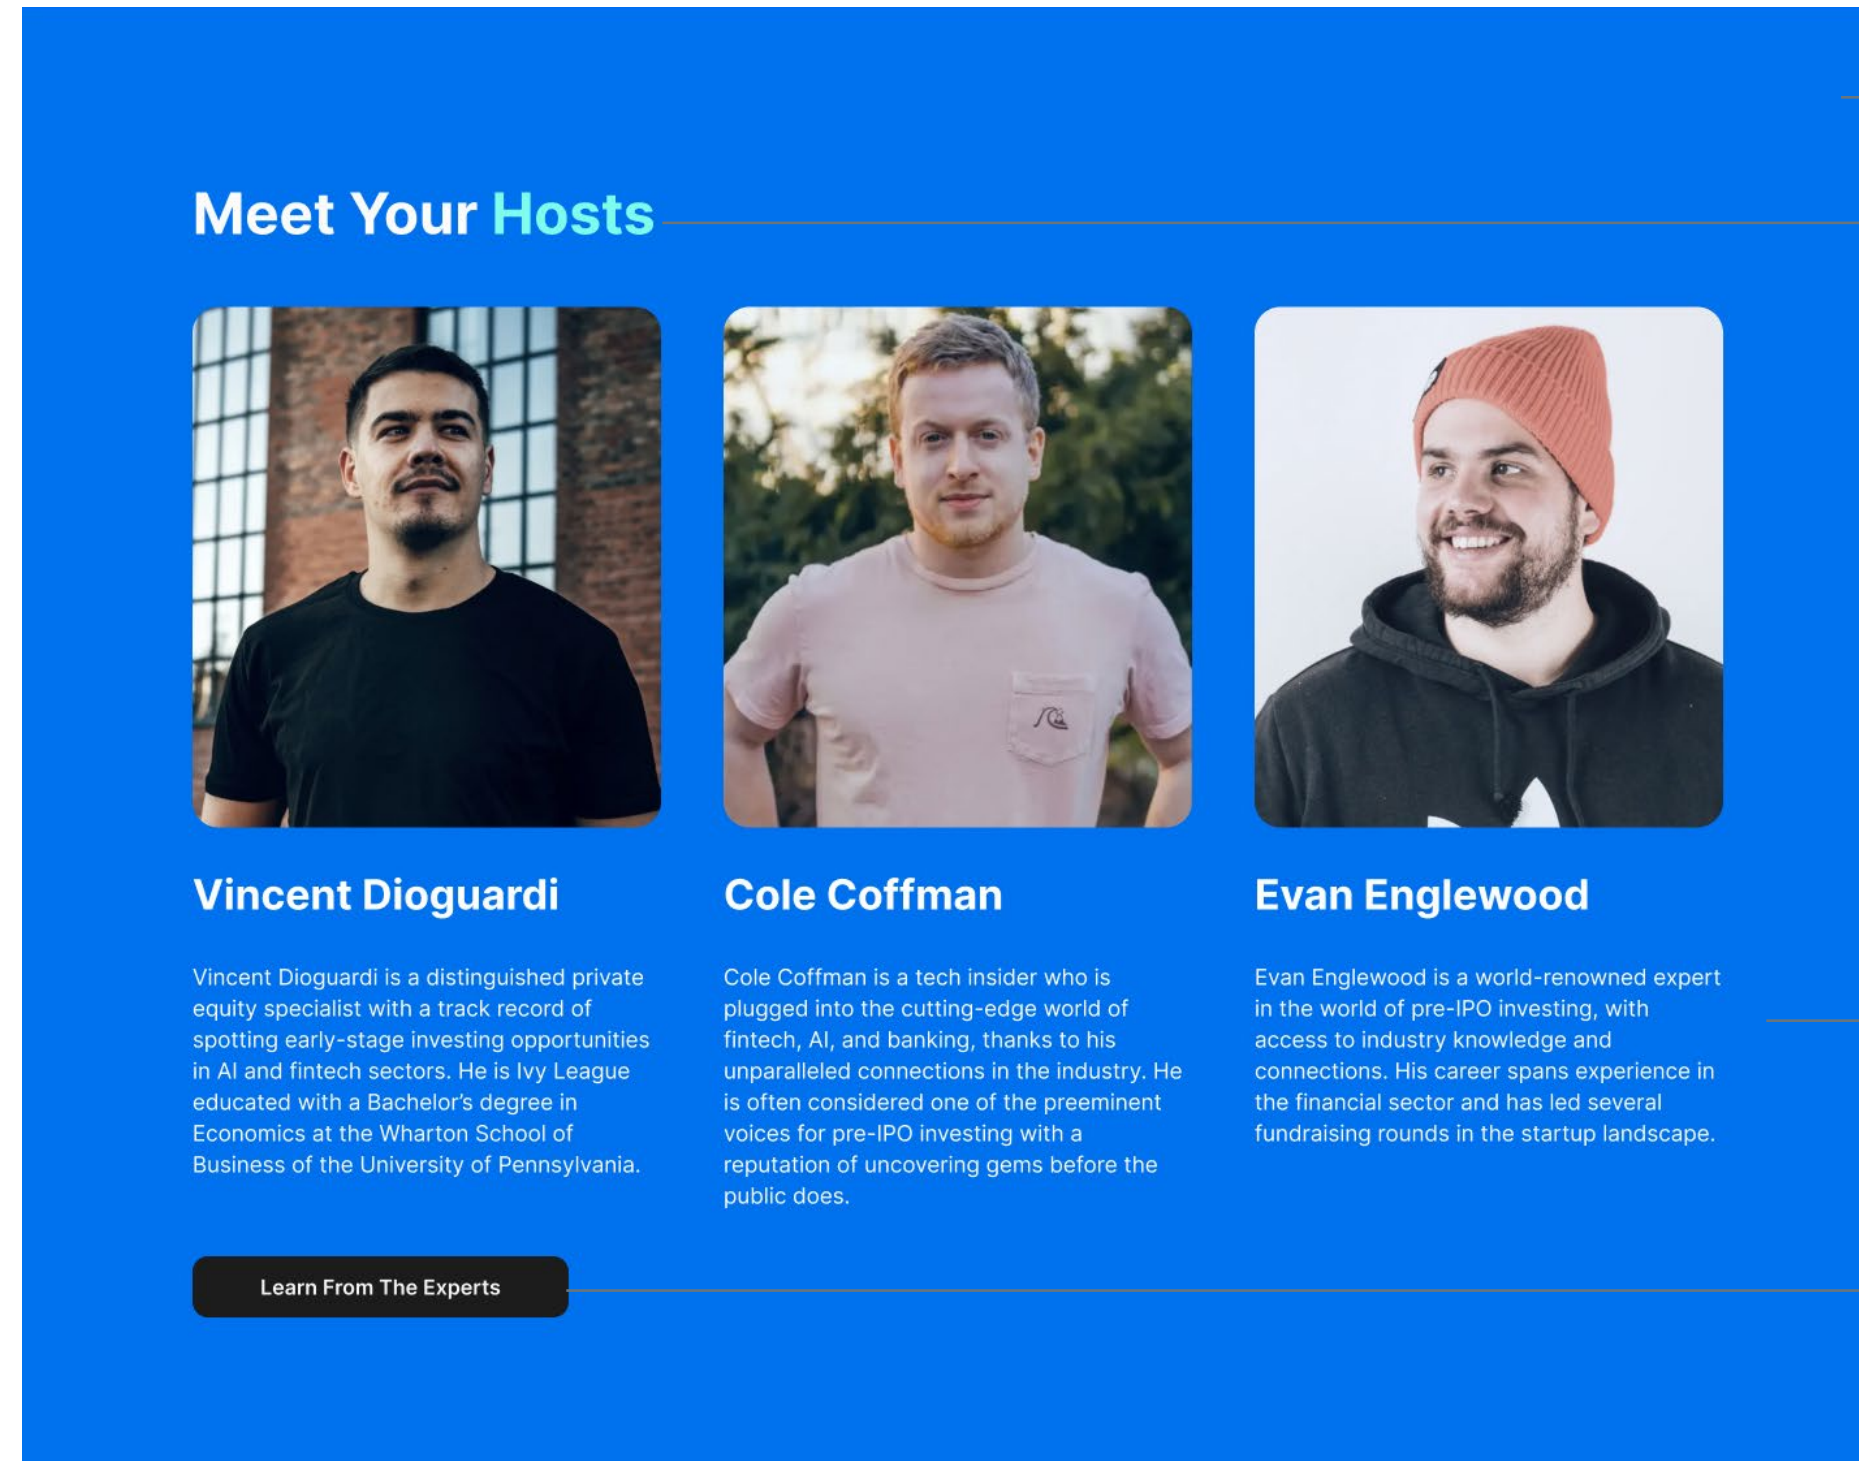 Meet Your Hosts
Vincent Dioguardi
Vincent Dioguardi is a distinguished private
equity specialist with a track record of
spotting early-stage investing opportunities
in AI and fintech sectors. He is Ivy League
educated with a Bachelor’s degree in
Economics at the Wharton School of
Business of the University of Pennsylvania.
Cole Coffman
Cole Coffman is a tech insider who is
plugged into the cutting-edge world of
fintech, AI, and banking, thanks to his
unparalleled connections in the industry. He
is often considered one of the preeminent
voices for pre-IPO investing with a
reputation of uncovering gems before the
public does.
Evan Englewood
Evan Englewood is a world-renowned expert
in the world of pre-IPO investing, with
access to industry knowledge and
connections. His career spans experience in
the financial sector and has led several
fundraising rounds in the startup landscape.
Learn From The Experts